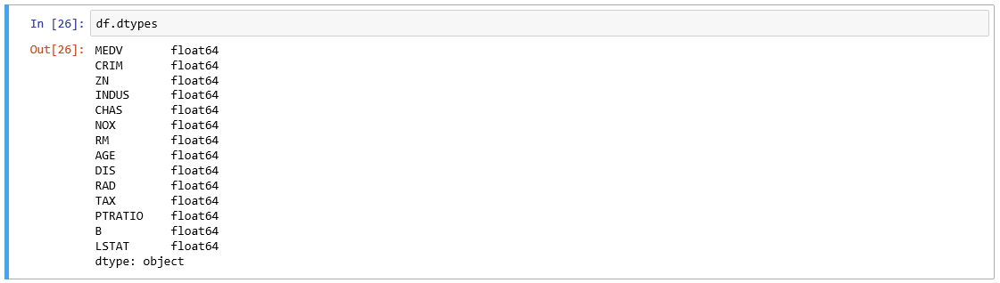 In [26]: df.dtypes
Out[26]: MEDV float64
CRIM float64
ZN float64
INDUS float64
CHAS float64
NOX float64
RM float64
AGE float64
DIS float64
RAD float64
TAX float64
PTRATIO float64
B float64
LSTAT float64
dtype: object